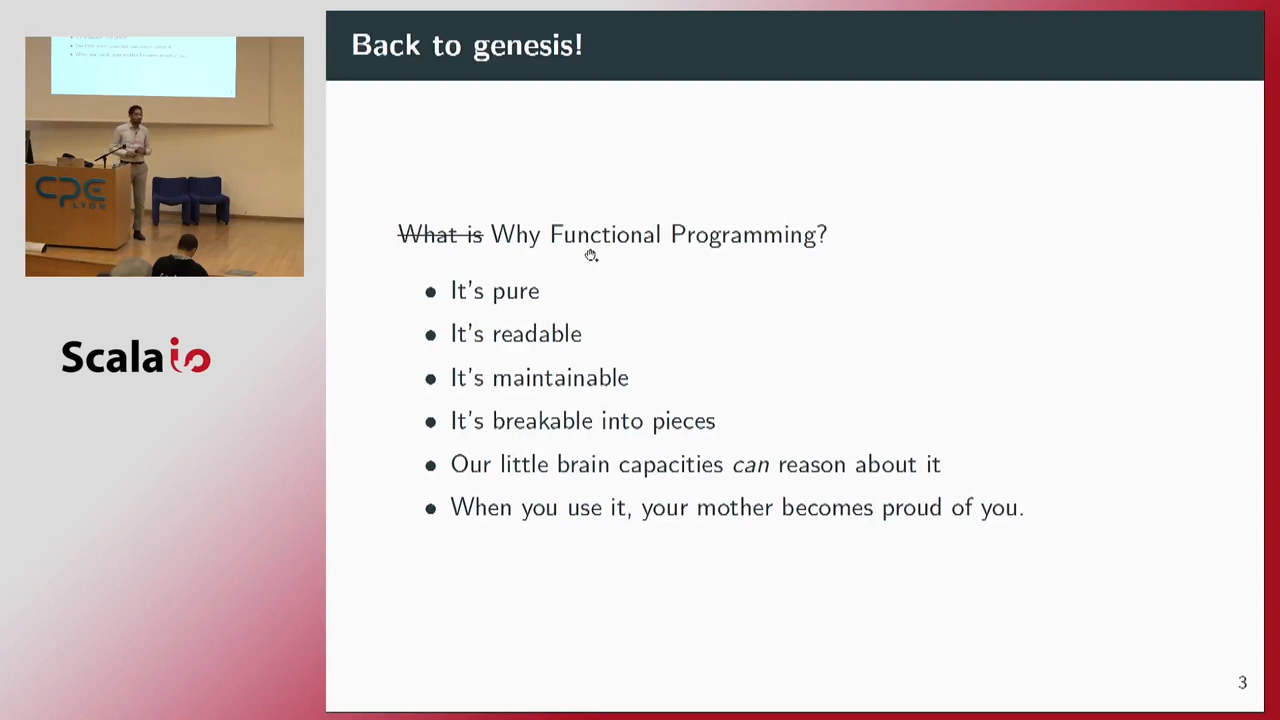 Back to genesis!
What is Why Functional Programming?
It's pure
It's readable
It's maintainable
It's breakable into pieces
Our little brain capacities can reason about it
When you use it, your mother becomes proud of you.
3
CPE
LYON
Scala io